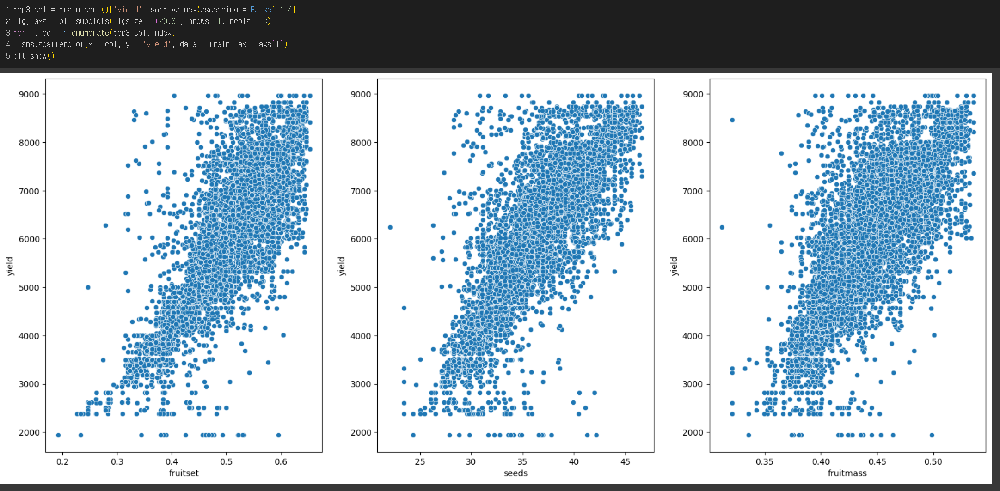 1 top3_col = train.corr()['yield'].sort_values(ascending = False)[1:4]
2 fig, axs = plt.subplots(figsize = (20,8), nrows =1, ncols = 3)
3 for i, col in enumerate(top3_col.index):
4   sns.scatterplot(x = col, y = 'yield', data = train, ax = axs[i])
5 plt.show()
9000
8000
7000
6000
5000
4000
3000
2000
yield
0.2 0.3 0.4 0.5 0.6
fruitset
9000
8000
7000
6000
5000
4000
3000
2000
yield
25 30 35 40 45
seeds
9000
8000
7000
6000
5000
4000
3000
2000
yield
0.35 0.40 0.45 0.50
fruitmass